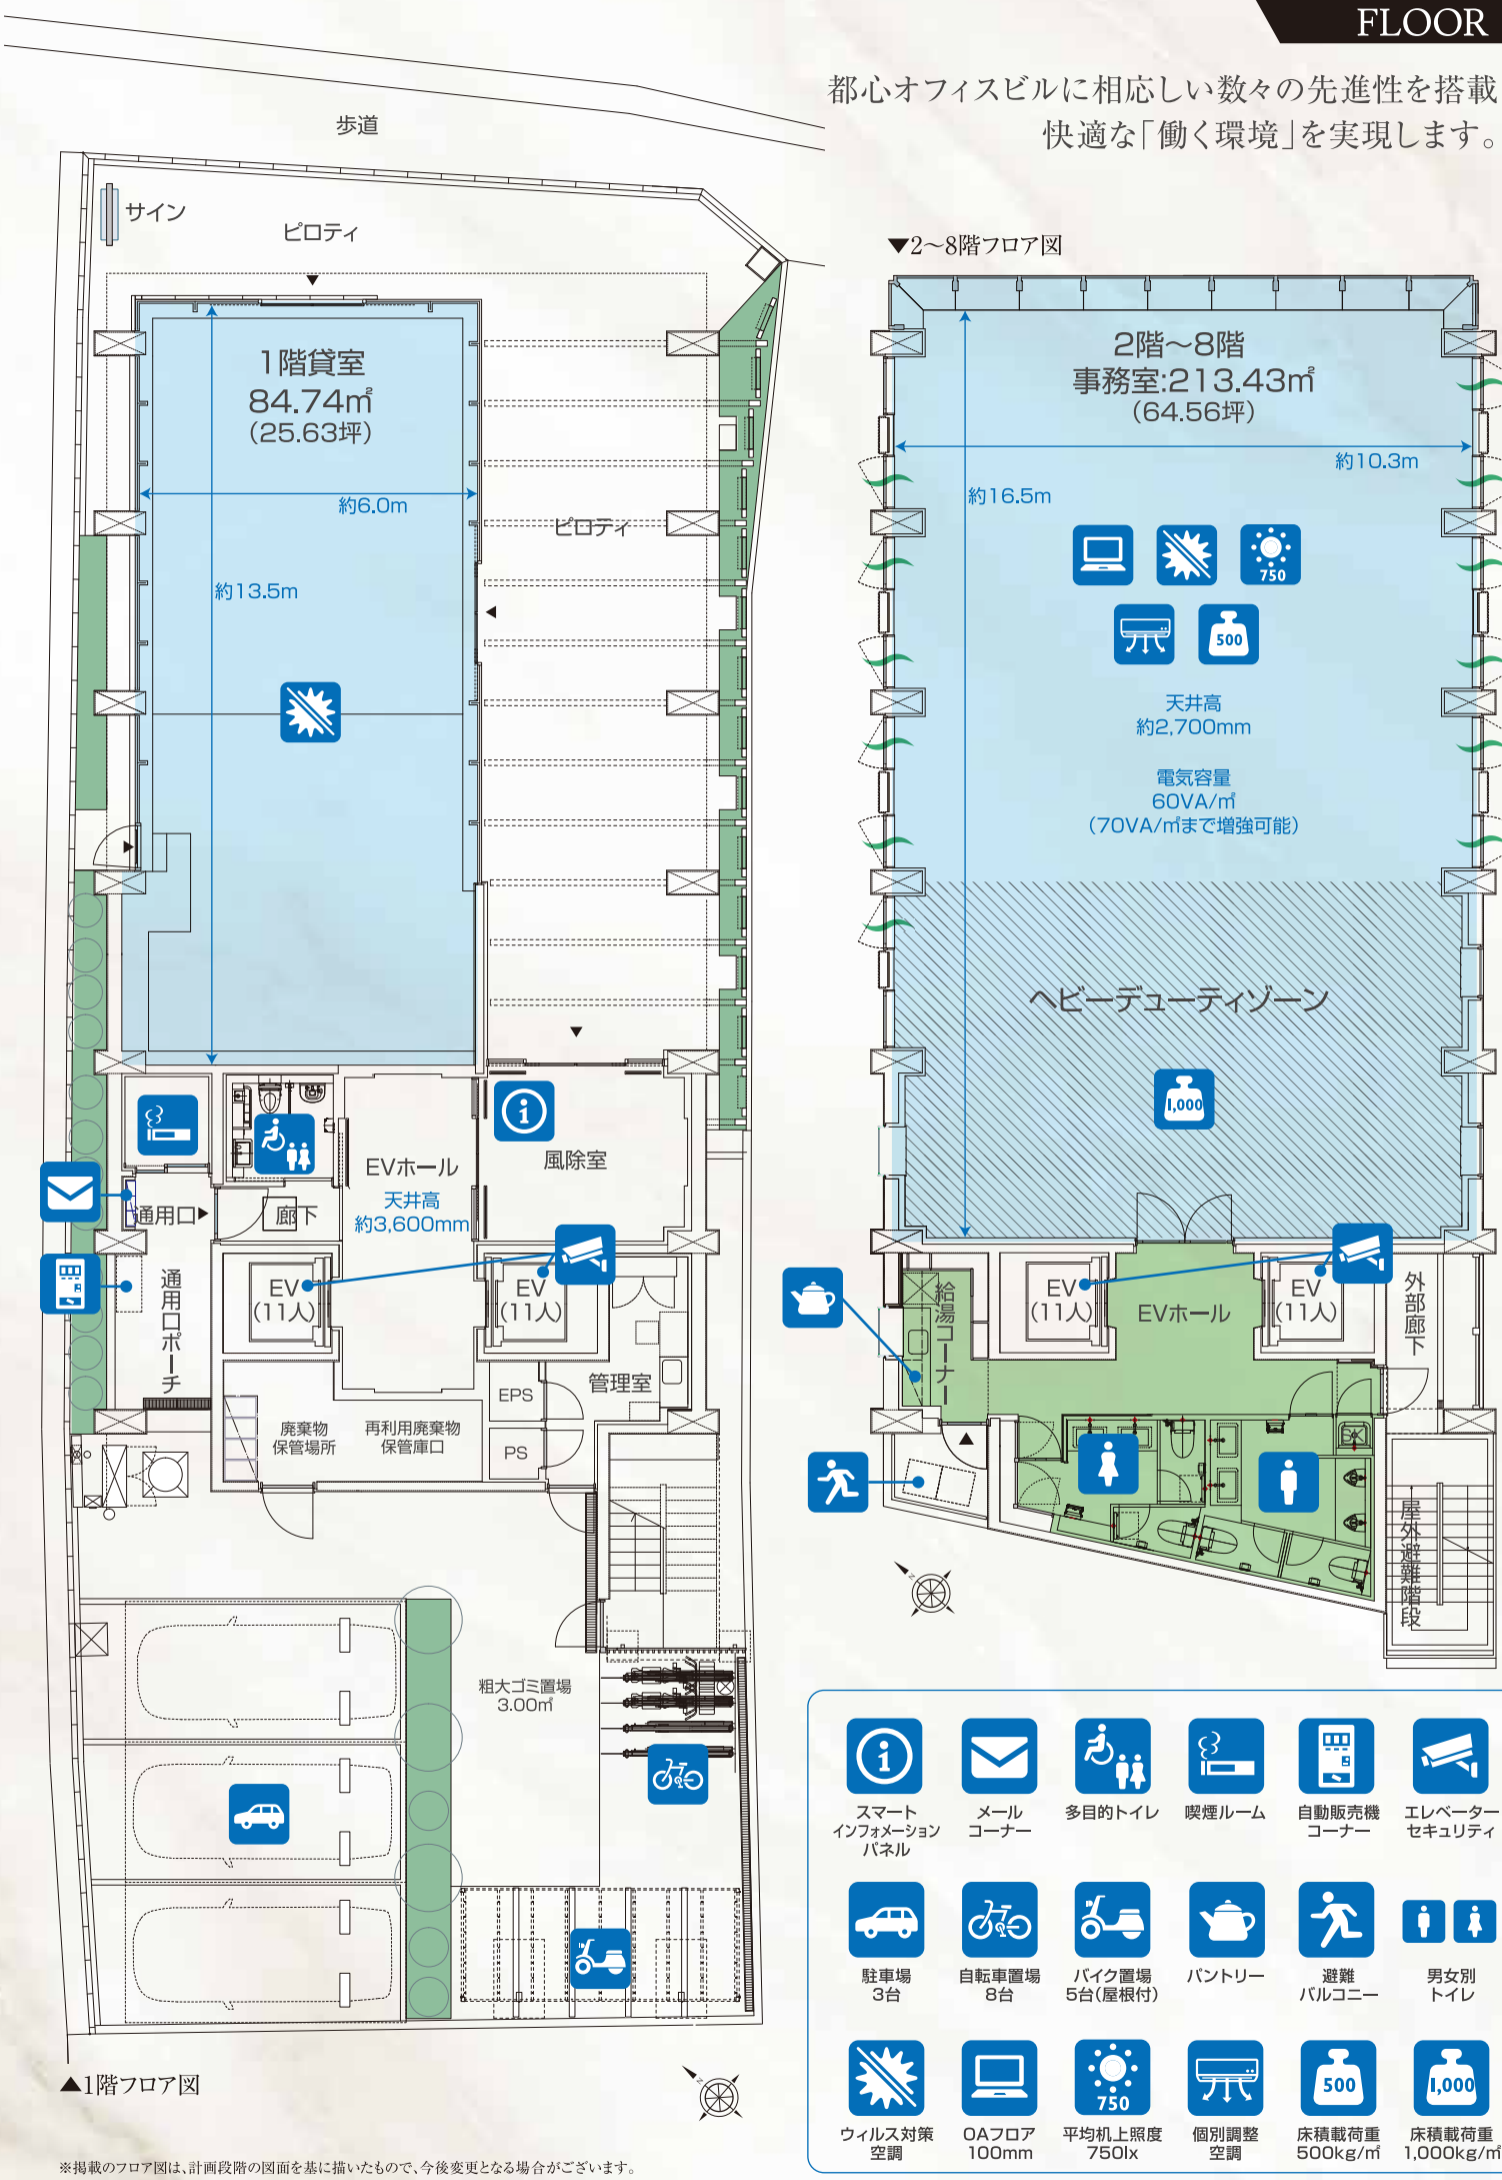 FLOOR
都心オフィスビルに相応しい数々の先進性を搭載
快適な「働く環境」を実現します。
歩道
サイン
ピロティ
1階貸室
84.74㎡
(25.63坪)
約6.0m
約13.5m
ピロティ
EVホール
天井高
約3,600mm
風除室
通用口
廊下
通用口ポーチ
EV
(11人)
EV
(11人)
管理室
EPS
PS
廃棄物
保管場所
再利用廃棄物
保管庫口
粗大ゴミ置場
3.00㎡
▲1階フロア図
▼2〜8階フロア図
2階〜8階
事務室:213.43㎡
(64.56坪)
約10.3m
約16.5m
750
500
天井高
約2,700mm
電気容量
60VA/㎡
(70VA/㎡まで増強可能)
ヘビーデューティゾーン
1,000
給湯コーナー
EV
(11人)
EVホール
EV
(11人)
外部廊下
SK
屋外避難階段
スマート
インフォメーション
パネル
メール
コーナー
多目的トイレ
喫煙ルーム
自動販売機
コーナー
エレベーター
セキュリティ
駐車場
3台
自転車置場
8台
バイク置場
5台(屋根付)
パントリー
避難
バルコニー
男女別
トイレ
750
500
1,000
ウィルス対策
空調
OAフロア
100mm
平均机上照度
750lx
個別調整
空調
床積載荷重
500kg/㎡
床積載荷重
1,000kg/㎡
※掲載のフロア図は、計画段階の図面を基に描いたもので、今後変更となる場合がございます。